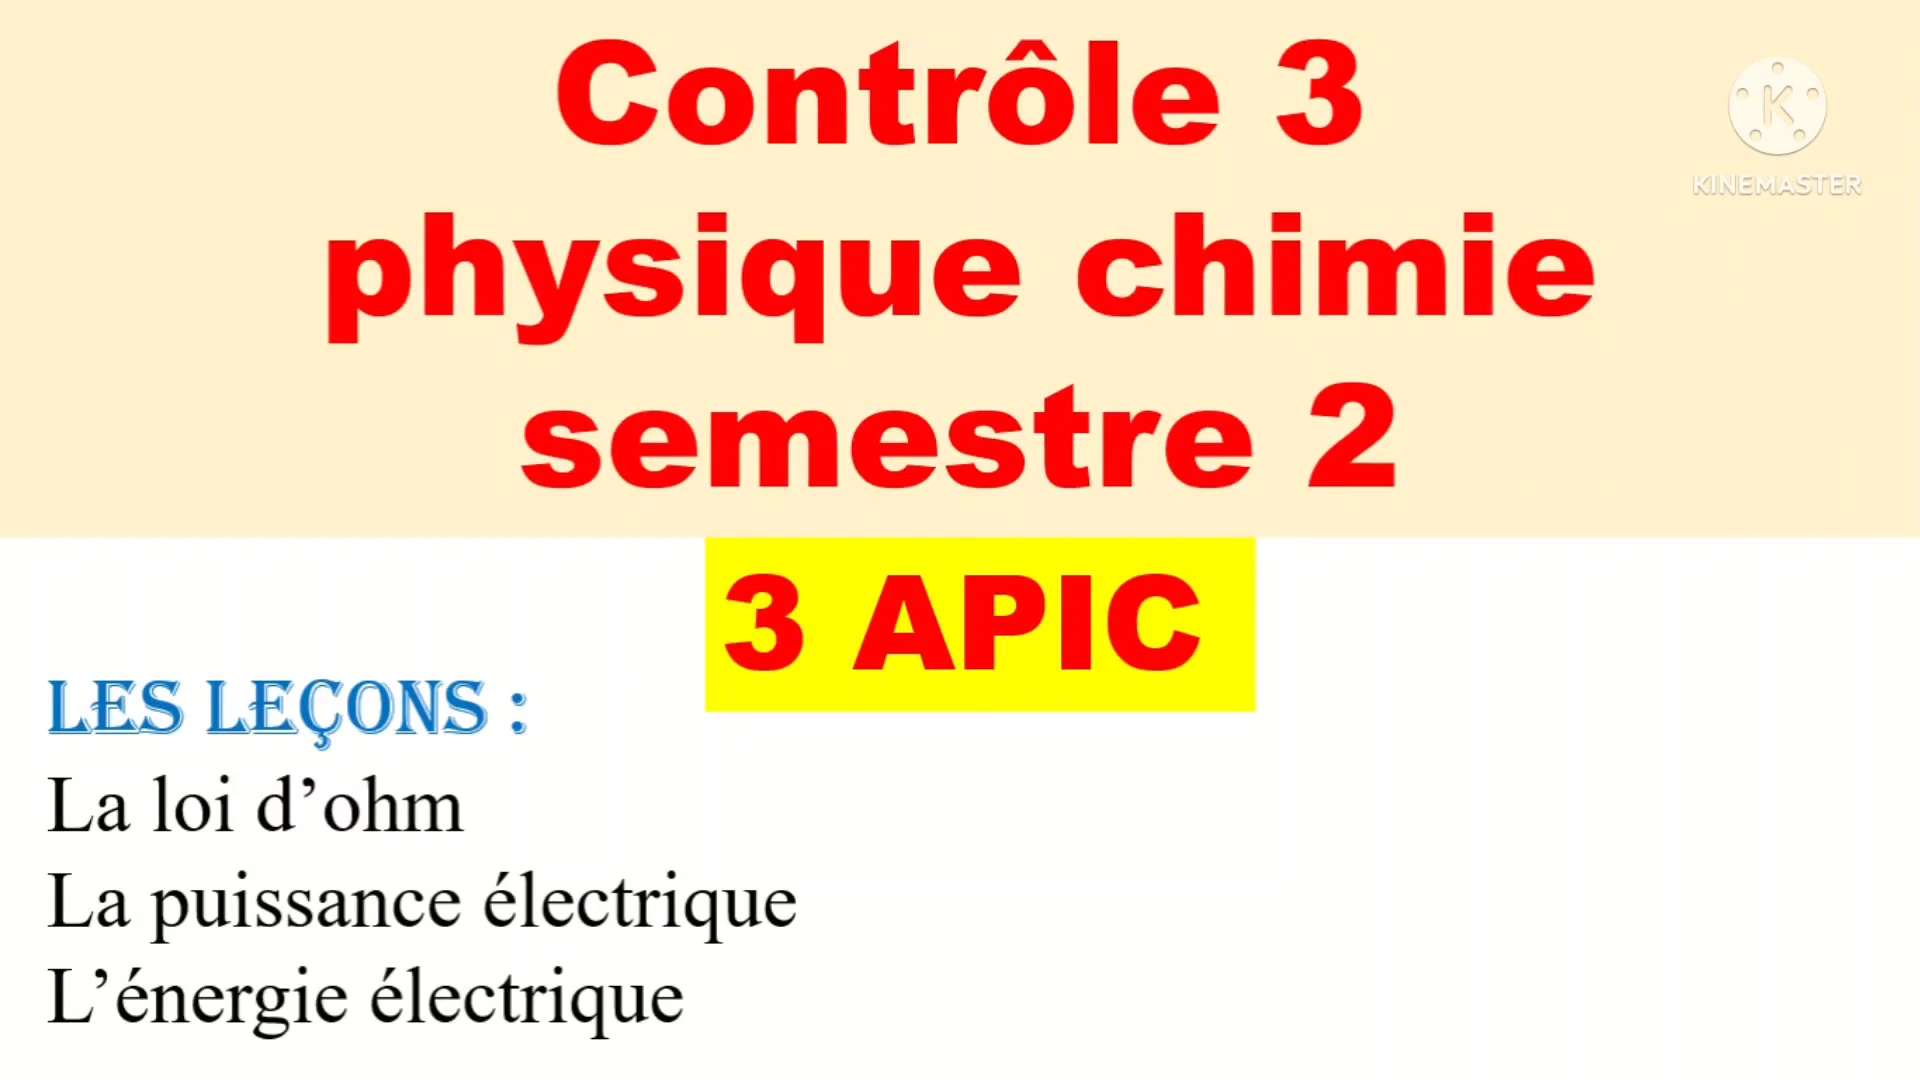 Contrôle 3
physique chimie
semestre 2
K
KINEMASTER
3 APIC
LES LEÇONS :
La loi d’ohm
La puissance électrique
L’énergie électrique